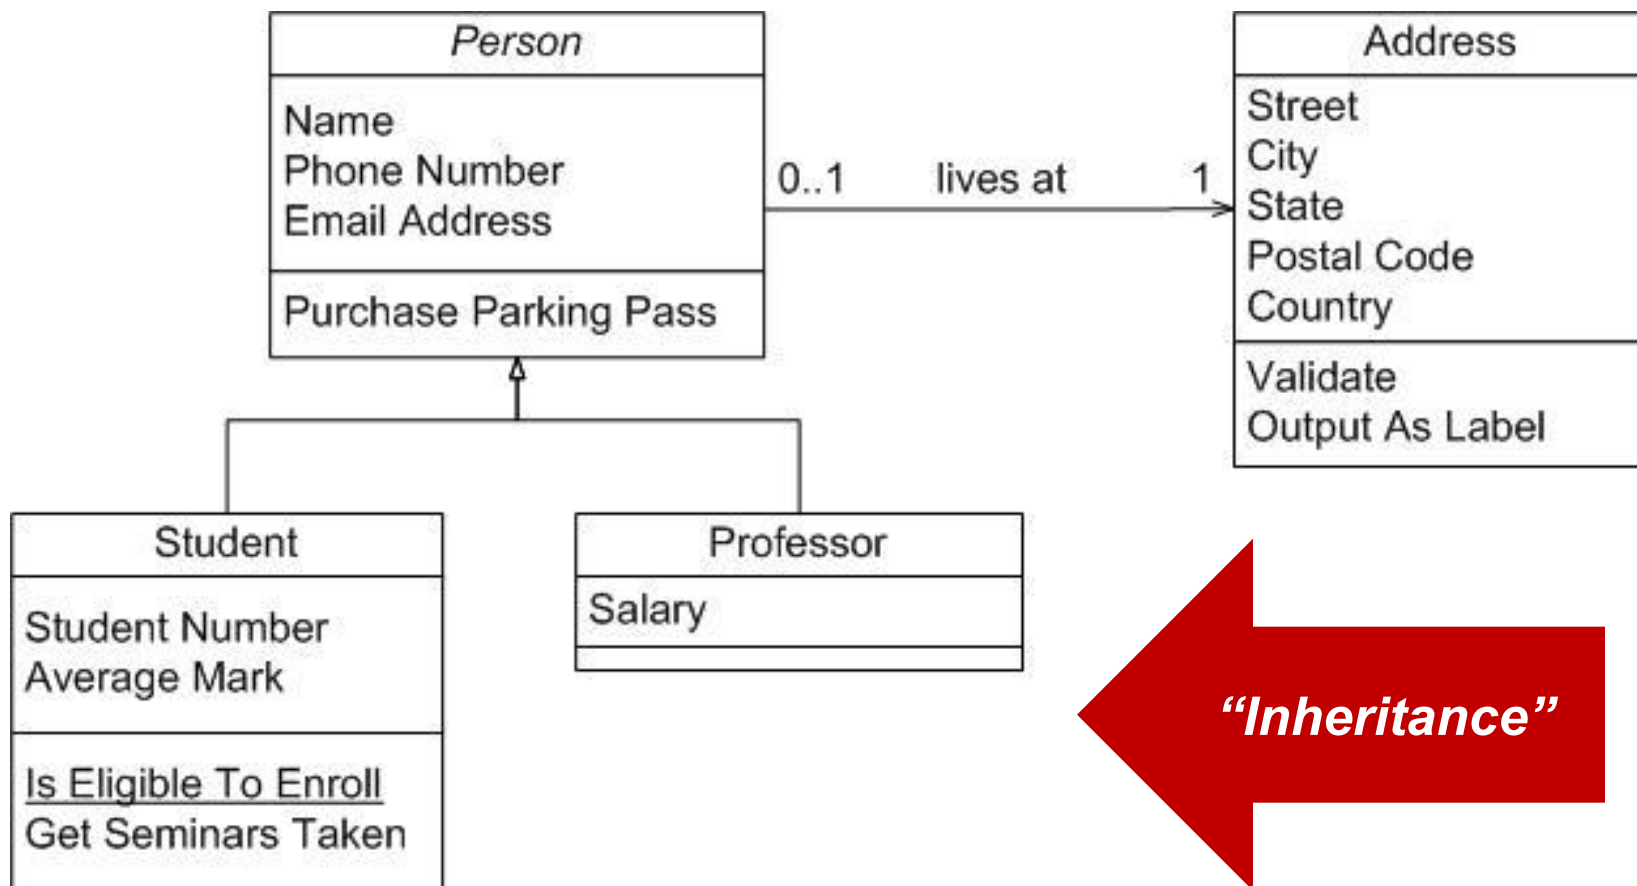 Person
Name
Phone Number
Email Address
Purchase Parking Pass
0..1 lives at 1
Address
Street
City
State
Postal Code
Country
Validate
Output As Label
Student
Student Number
Average Mark
Is Eligible To Enroll
Get Seminars Taken
Professor
Salary
“Inheritance”